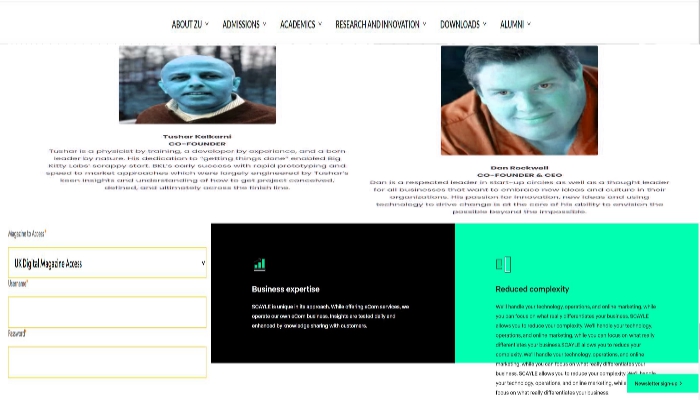 ABOUT ZU ADMISSIONS ACADEMICS RESEARCH AND INNOVATION DOWNLOADS ALUMNI
Tushar Kalkarni
CO-FOUNDER
Tushar is a physicist by training, a developer by experience, and a born
leader by nature. His dedication to "getting things done" enabled Big
Kitty Labs' scrappy start. BKL's early success with rapid prototyping and
speed to market approaches which were largely engineered by Tushar's
keen insights and understanding of how to get project conceived,
defined, and ultimately across the finish line.
Dan Rockwell
CO-FOUNDER & CEO
Dan is a respected leader in start-up circles as well as a thought leader
for all businesses that want to embrace new ideas and culture in their
organizations. His passion for innovation, new ideas and using
technology to drive change is at the core of his ability to envision the
possible beyond the impossible.
Magazine to Access*
UK Digital Magazine Access
Username*
Password*
Business expertise
SCAYLE is unique in its approach. While offering eCom services, we
operate our own eCom business. Insights are tested daily and
enhanced by knowledge sharing with customers.
Reduced complexity
We'll handle your technology, operations, and online marketing, while
you can focus on what really differentiates your business. SCAYLE
allows you to reduce your complexity. We'll handle your technology,
operations, and online marketing, while you can focus on what really
differentiates your business. SCAYLE allows you to reduce your
complexity. We'll handle your technology, operations, and online
marketing, while you can focus on what really differentiates your
business. SCAYLE allows you to reduce your complexity. We'll handle
your technology, operations, and online marketing, while
focus on what really differentiates your business
Newsletter sign-up